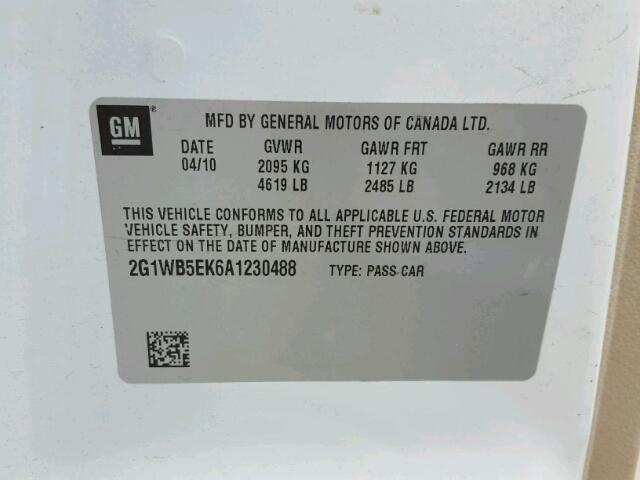 GM®
MFD BY GENERAL MOTORS OF CANADA LTD.
DATE GVWR GAWR FRT GAWR RR
04/10 2095 KG 1127 KG 968 KG
4619 LB 2485 LB 2134 LB
THIS VEHICLE CONFORMS TO ALL APPLICABLE U.S. FEDERAL MOTOR
VEHICLE SAFETY, BUMPER, AND THEFT PREVENTION STANDARDS IN
EFFECT ON THE DATE OF MANUFACTURE SHOWN ABOVE.
2G1WB5EK6A1230488 TYPE: PASS CAR